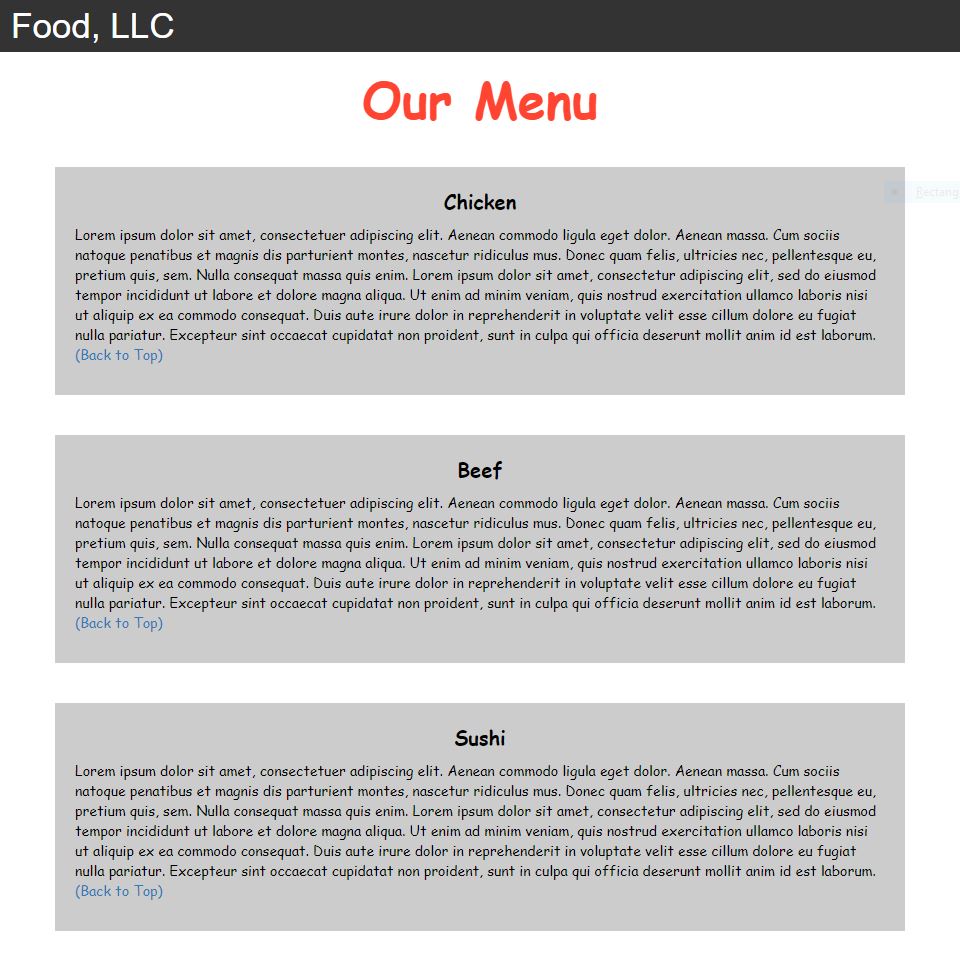 Food, LLC
Our Menu
Rectang
Chicken
Lorem ipsum dolor sit amet, consectetuer adipiscing elit. Aenean commodo ligula eget dolor. Aenean massa. Cum sociis
natoque penatibus et magnis dis parturient montes, nascetur ridiculus mus. Donec quam felis, ultricies nec, pellentesque eu,
pretium quis, sem. Nulla consequat massa quis enim. Lorem ipsum dolor sit amet, consectetur adipiscing elit, sed do eiusmod
tempor incididunt ut labore et dolore magna aliqua. Ut enim ad minim veniam, quis nostrud exercitation ullamco laboris nisi
ut aliquip ex ea commodo consequat. Duis aute irure dolor in reprehenderit in voluptate velit esse cillum dolore eu fugiat
nulla pariatur. Excepteur sint occaecat cupidatat non proident, sunt in culpa qui officia deserunt mollit anim id est laborum.
(Back to Top)
Beef
Lorem ipsum dolor sit amet, consectetuer adipiscing elit. Aenean commodo ligula eget dolor. Aenean massa. Cum sociis
natoque penatibus et magnis dis parturient montes, nascetur ridiculus mus. Donec quam felis, ultricies nec, pellentesque eu,
pretium quis, sem. Nulla consequat massa quis enim. Lorem ipsum dolor sit amet, consectetur adipiscing elit, sed do eiusmod
tempor incididunt ut labore et dolore magna aliqua. Ut enim ad minim veniam, quis nostrud exercitation ullamco laboris nisi
ut aliquip ex ea commodo consequat. Duis aute irure dolor in reprehenderit in voluptate velit esse cillum dolore eu fugiat
nulla pariatur. Excepteur sint occaecat cupidatat non proident, sunt in culpa qui officia deserunt mollit anim id est laborum.
(Back to Top)
Sushi
Lorem ipsum dolor sit amet, consectetuer adipiscing elit. Aenean commodo ligula eget dolor. Aenean massa. Cum sociis
natoque penatibus et magnis dis parturient montes, nascetur ridiculus mus. Donec quam felis, ultricies nec, pellentesque eu,
pretium quis, sem. Nulla consequat massa quis enim. Lorem ipsum dolor sit amet, consectetur adipiscing elit, sed do eiusmod
tempor incididunt ut labore et dolore magna aliqua. Ut enim ad minim veniam, quis nostrud exercitation ullamco laboris nisi
ut aliquip ex ea commodo consequat. Duis aute irure dolor in reprehenderit in voluptate velit esse cillum dolore eu fugiat
nulla pariatur. Excepteur sint occaecat cupidatat non proident, sunt in culpa qui officia deserunt mollit anim id est laborum.
(Back to Top)